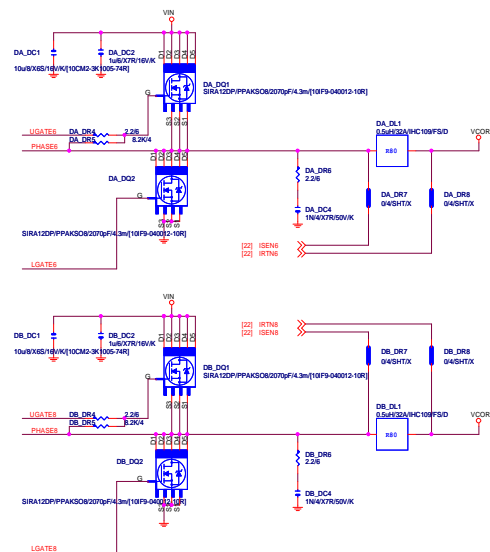 VIN
D1 D2 D3 D4 D5
DA_DC1
10u/8/X6S/16V/K/[10CM2-3K1005-74R]
DA_DC2
1u/6/X7R/16V/K
DA_DQ1
SIRA12DP/PPAKSO8/2070pF/4.3m/[10IF9-040012-10R]
G
S3 S2 S1
UGATE6
DA_DR4
2.2/6
DA_DR5
8.2K/4
PHASE6
DA_DL1
0.5uH/32A/IHC109/FS/D
R80
VCOR
D1 D2 D3 D4 D5
DA_DQ2
G
SIRA12DP/PPAKSO8/2070pF/4.3m/[10IF9-040012-10R]
DA_DR6
2.2/6
DA_DC4
1N/4/X7R/50V/K
DA_DR7
0/4/SHT/X
DA_DR8
0/4/SHT/X
[22] ISEN6
[22] IRTN6
LGATE6
VIN
D1 D2 D3 D4 D5
DB_DC1
10u/8/X6S/16V/K/[10CM2-3K1005-74R]
DB_DC2
1u/6/X7R/16V/K
[22] IRTN8
[22] ISEN8
DB_DQ1
SIRA12DP/PPAKSO8/2070pF/4.3m/[10IF9-040012-10R]
G
S3 S2 S1
DB_DR7
0/4/SHT/X
DB_DR8
0/4/SHT/X
UGATE8
DB_DR4
2.2/6
DB_DR5
8.2K/4
PHASE8
DB_DL1
0.5uH/32A/IHC109/FS/D
R80
VCOR
D1 D2 D3 D4 D5
DB_DQ2
G
SIRA12DP/PPAKSO8/2070pF/4.3m/[10IF9-040012-10R]
DB_DR6
2.2/6
DB_DC4
1N/4/X7R/50V/K
LGATE8